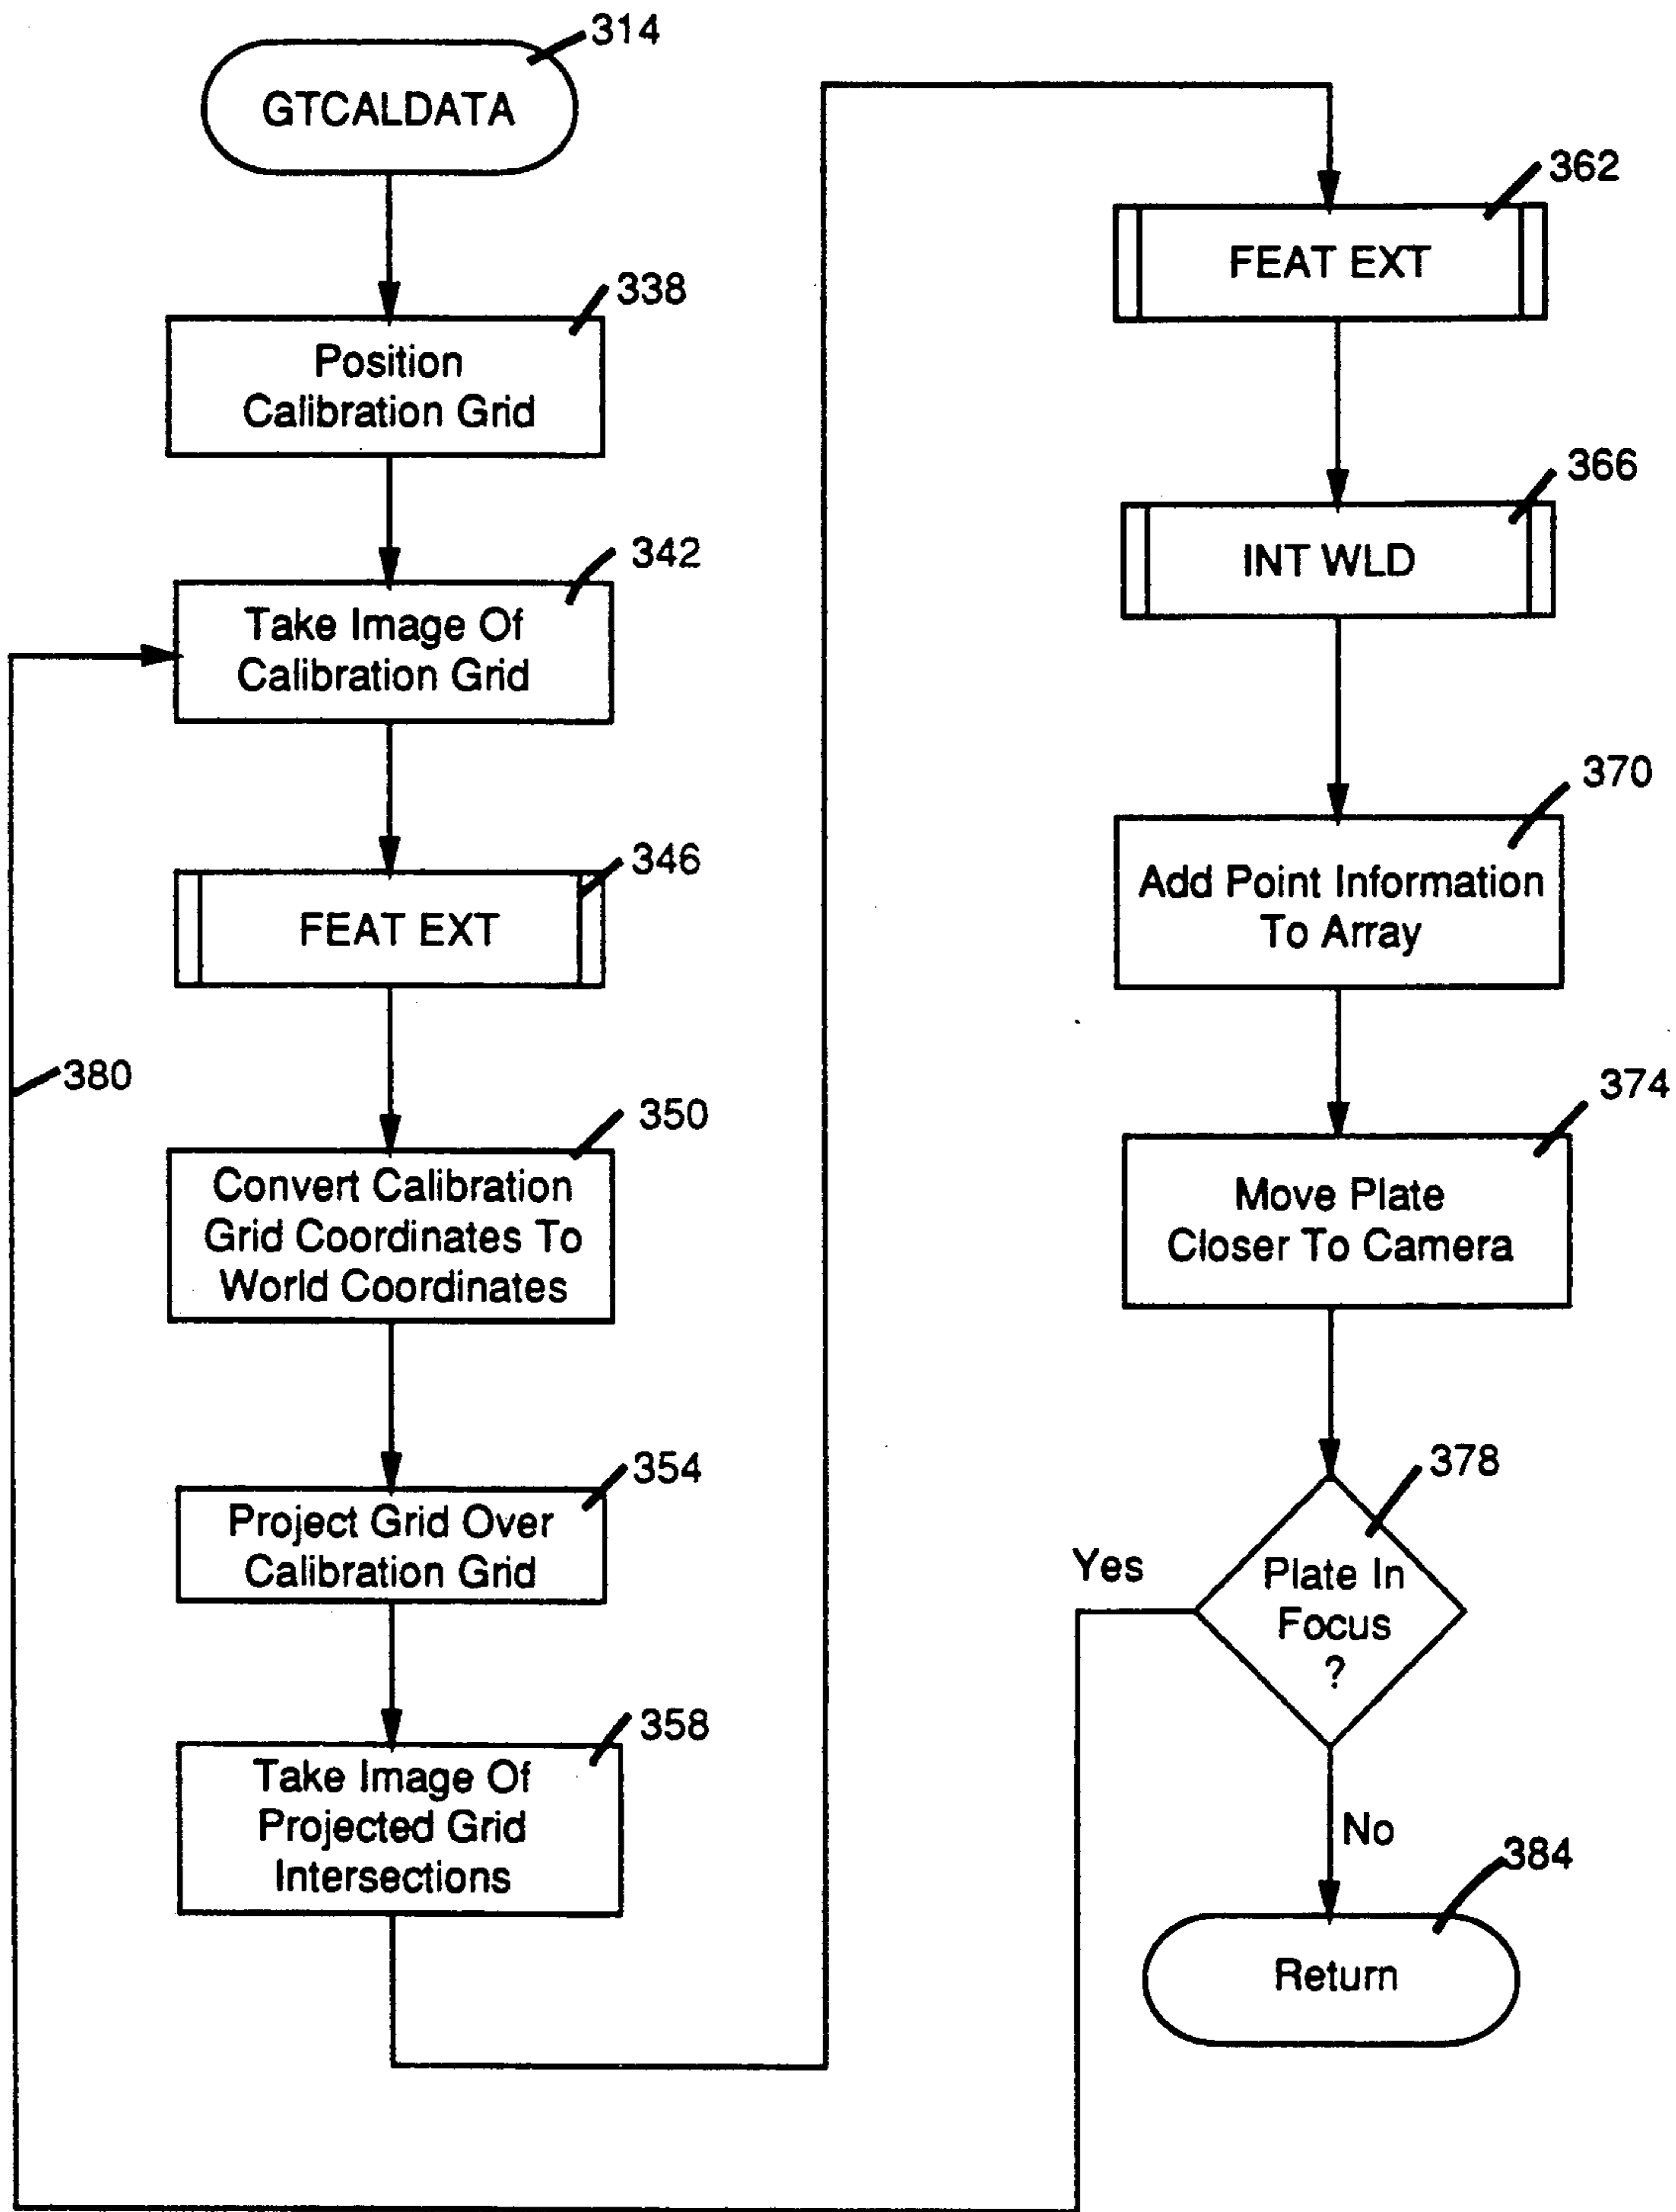 314
GTCALDATA
338
Position
Calibration Grid
342
Take Image Of
Calibration Grid
346
FEAT EXT
380
350
Convert Calibration
Grid Coordinates To
World Coordinates
354
Project Grid Over
Calibration Grid
358
Take Image Of
Projected Grid
Intersections
362
FEAT EXT
366
INT WLD
370
Add Point Information
To Array
374
Move Plate
Closer To Camera
378
Yes
Plate In
Focus
?
No
384
Return